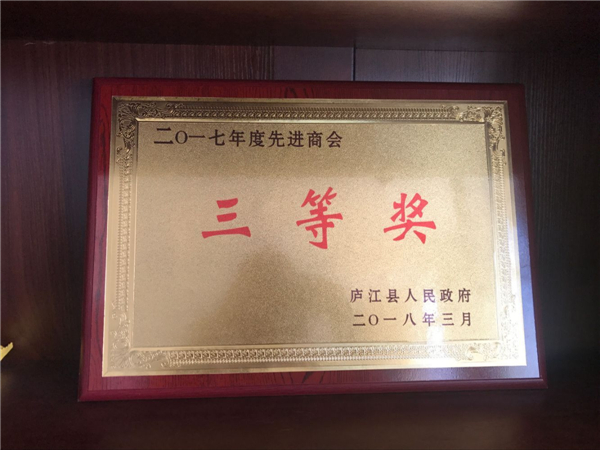 二〇一七年度先进商会
三等奖
庐江县人民政府
二〇一八年三月